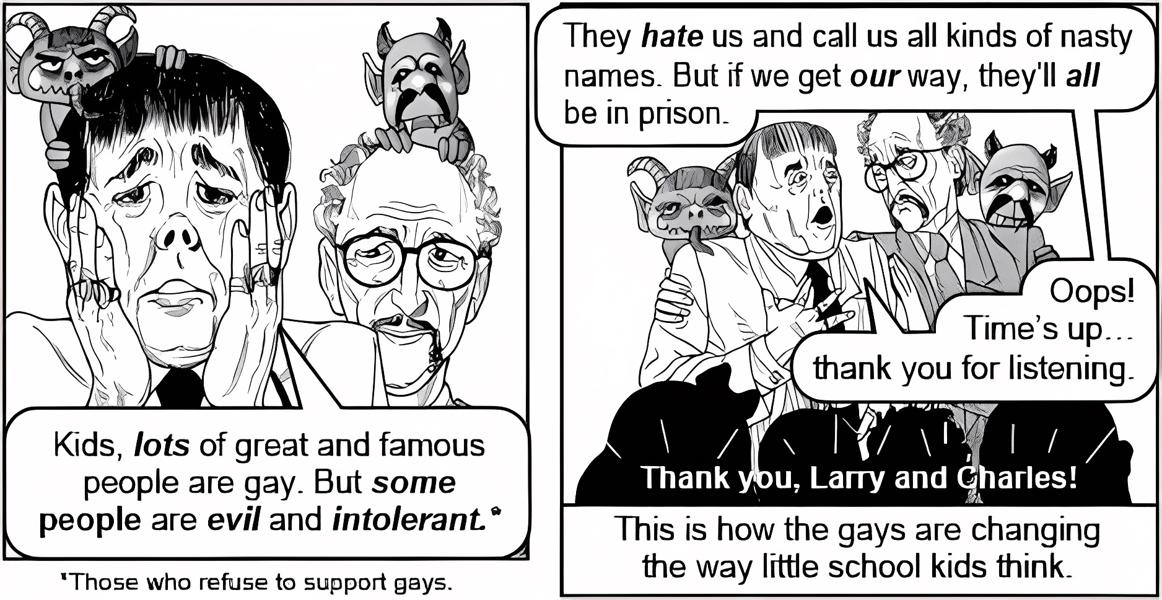 Kids, lots of great and famous
people are gay. But some
people are evil and intolerant.*
*Those who refuse to support gays.
They hate us and call us all kinds of nasty
names. But if we get our way, they'll all
be in prison.
Oops!
Time's up...
thank you for listening.
Thank you, Larry and Charles!
This is how the gays are changing
the way little school kids think.